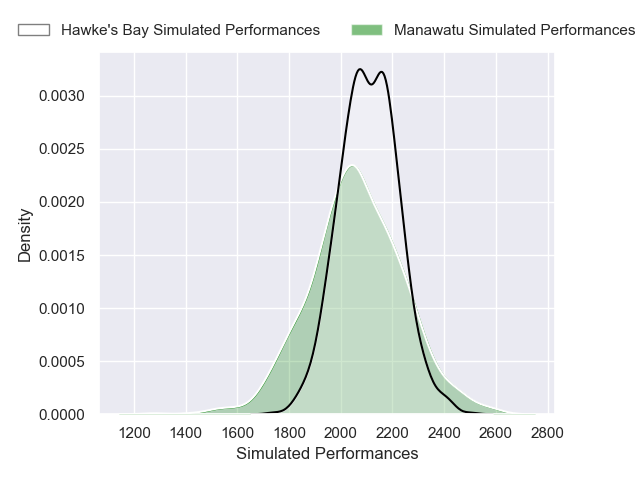 Hawke's Bay Simulated Performances
Manawatu Simulated Performances
0.0030
0.0025
0.0020
0.0015
0.0010
0.0005
0.0000
Density
1200 1400 1600 1800 2000 2200 2400 2600 2800
Simulated Performances